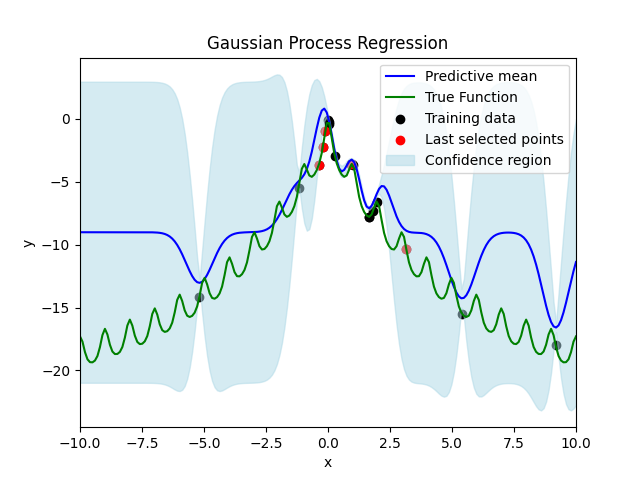 Gaussian Process Regression
Predictive mean
True Function
Training data
Last selected points
Confidence region
y
0
−5
−10
−15
−20
−10.0 −7.5 −5.0 −2.5 0.0 2.5 5.0 7.5 10.0
x